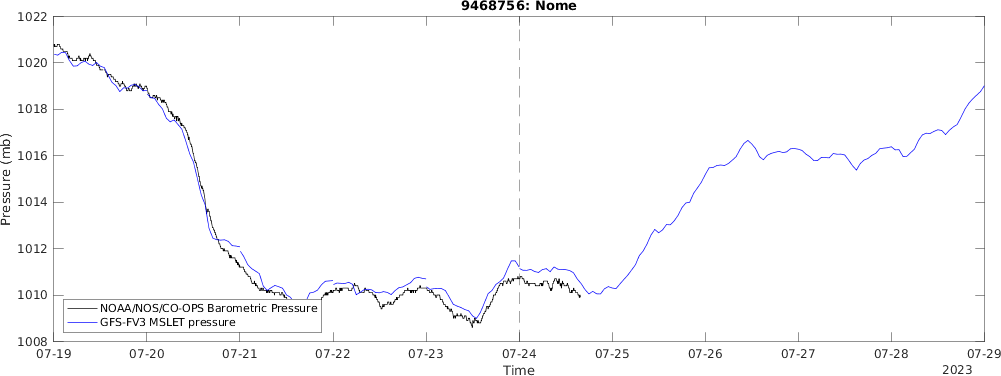 9468756: Nome
1022
1020
1018
1016
1014
1012
1010
1008
Pressure (mb)
NOAA/NOS/CO-OPS Barometric Pressure
GFS-FV3 MSLET pressure
07-19 07-20 07-21 07-22 07-23 07-24 07-25 07-26 07-27 07-28 07-29
Time
2023